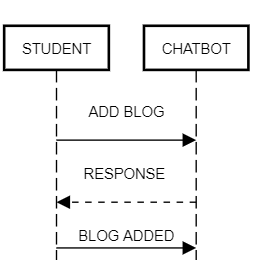 STUDENT CHATBOT
ADD BLOG
RESPONSE
BLOG ADDED